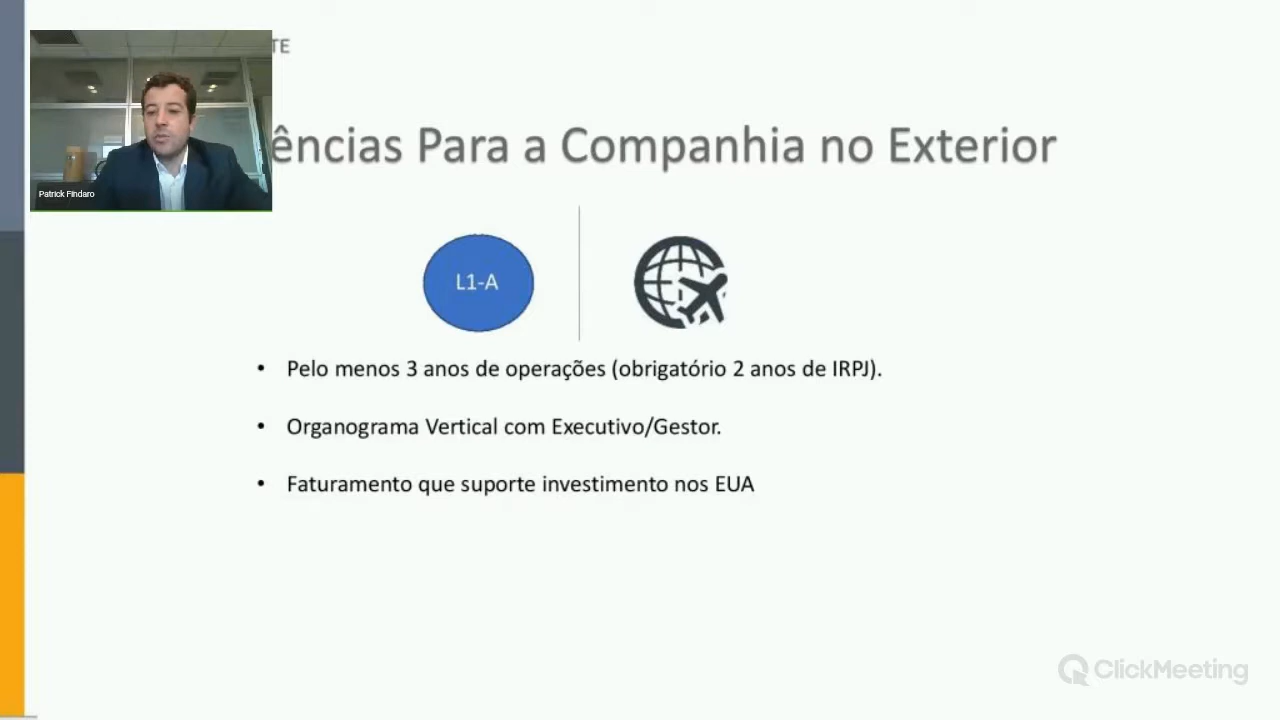 TE
Patrick Findaro
ências Para a Companhia no Exterior
L1-A
• Pelo menos 3 anos de operações (obrigatório 2 anos de IRPJ).
• Organograma Vertical com Executivo/Gestor.
• Faturamento que suporte investimento nos EUA
ClickMeeting